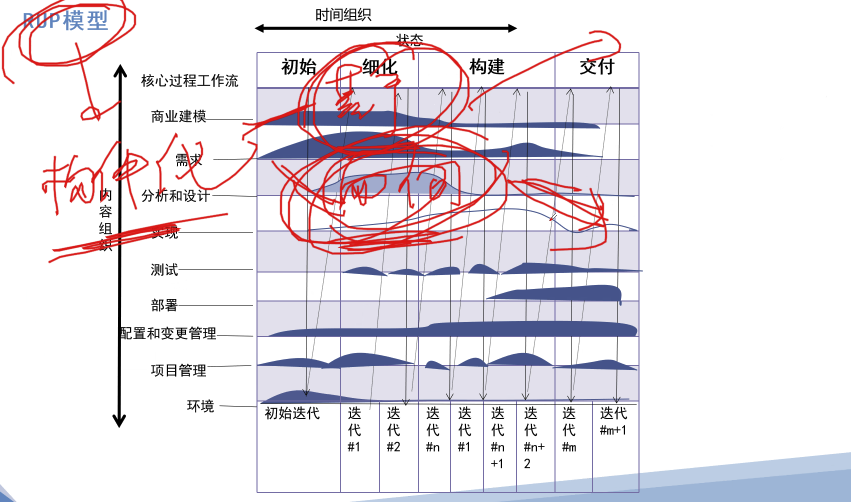 RUP模型
时间组织
状态
初始 细化 构建 交付
核心过程工作流
商业建模
需求
分析和设计
实现
测试
部署
配置和变更管理
项目管理
环境
内容组织
初始迭代
迭代#1
迭代#2
迭代#n
迭代#1
迭代#n+1
迭代#n+2
迭代#m
迭代#m+1